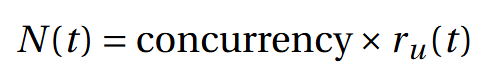 N(t) = concurrency × r_u(t)